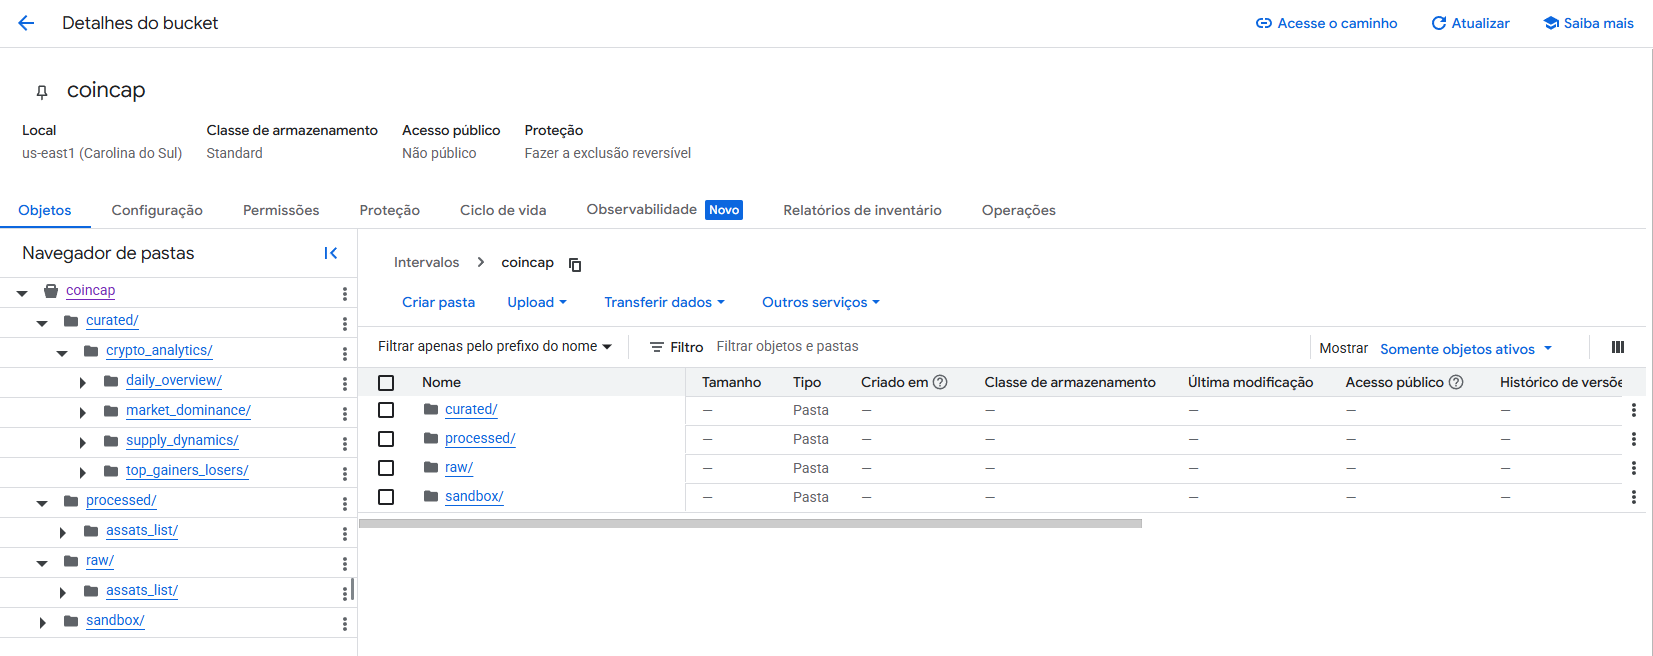 Detalhes do bucket
Acesse o caminho
Atualizar
Saiba mais
coincap
Local
us-east1 (Carolina do Sul)
Classe de armazenamento
Standard
Acesso público
Não público
Proteção
Fazer a exclusão reversível
Objetos
Configuração
Permissões
Proteção
Ciclo de vida
Observabilidade Novo
Relatórios de inventário
Operações
Navegador de pastas
coincap
curated/
crypto_analytics/
daily_overview/
market_dominance/
supply_dynamics/
top_gainers_losers/
processed/
assats_list/
raw/
assats_list/
sandbox/
Intervalos > coincap
Criar pasta
Upload
Transferir dados
Outros serviços
Filtrar apenas pelo prefixo do nome
Filtro Filtrar objetos e pastas
Mostrar Somente objetos ativos
Nome Tamanho Tipo Criado em Classe de armazenamento Última modificação Acesso público Histórico de versõe
curated/ — Pasta — — — — —
processed/ — Pasta — — — — —
raw/ — Pasta — — — — —
sandbox/ — Pasta — — — — —